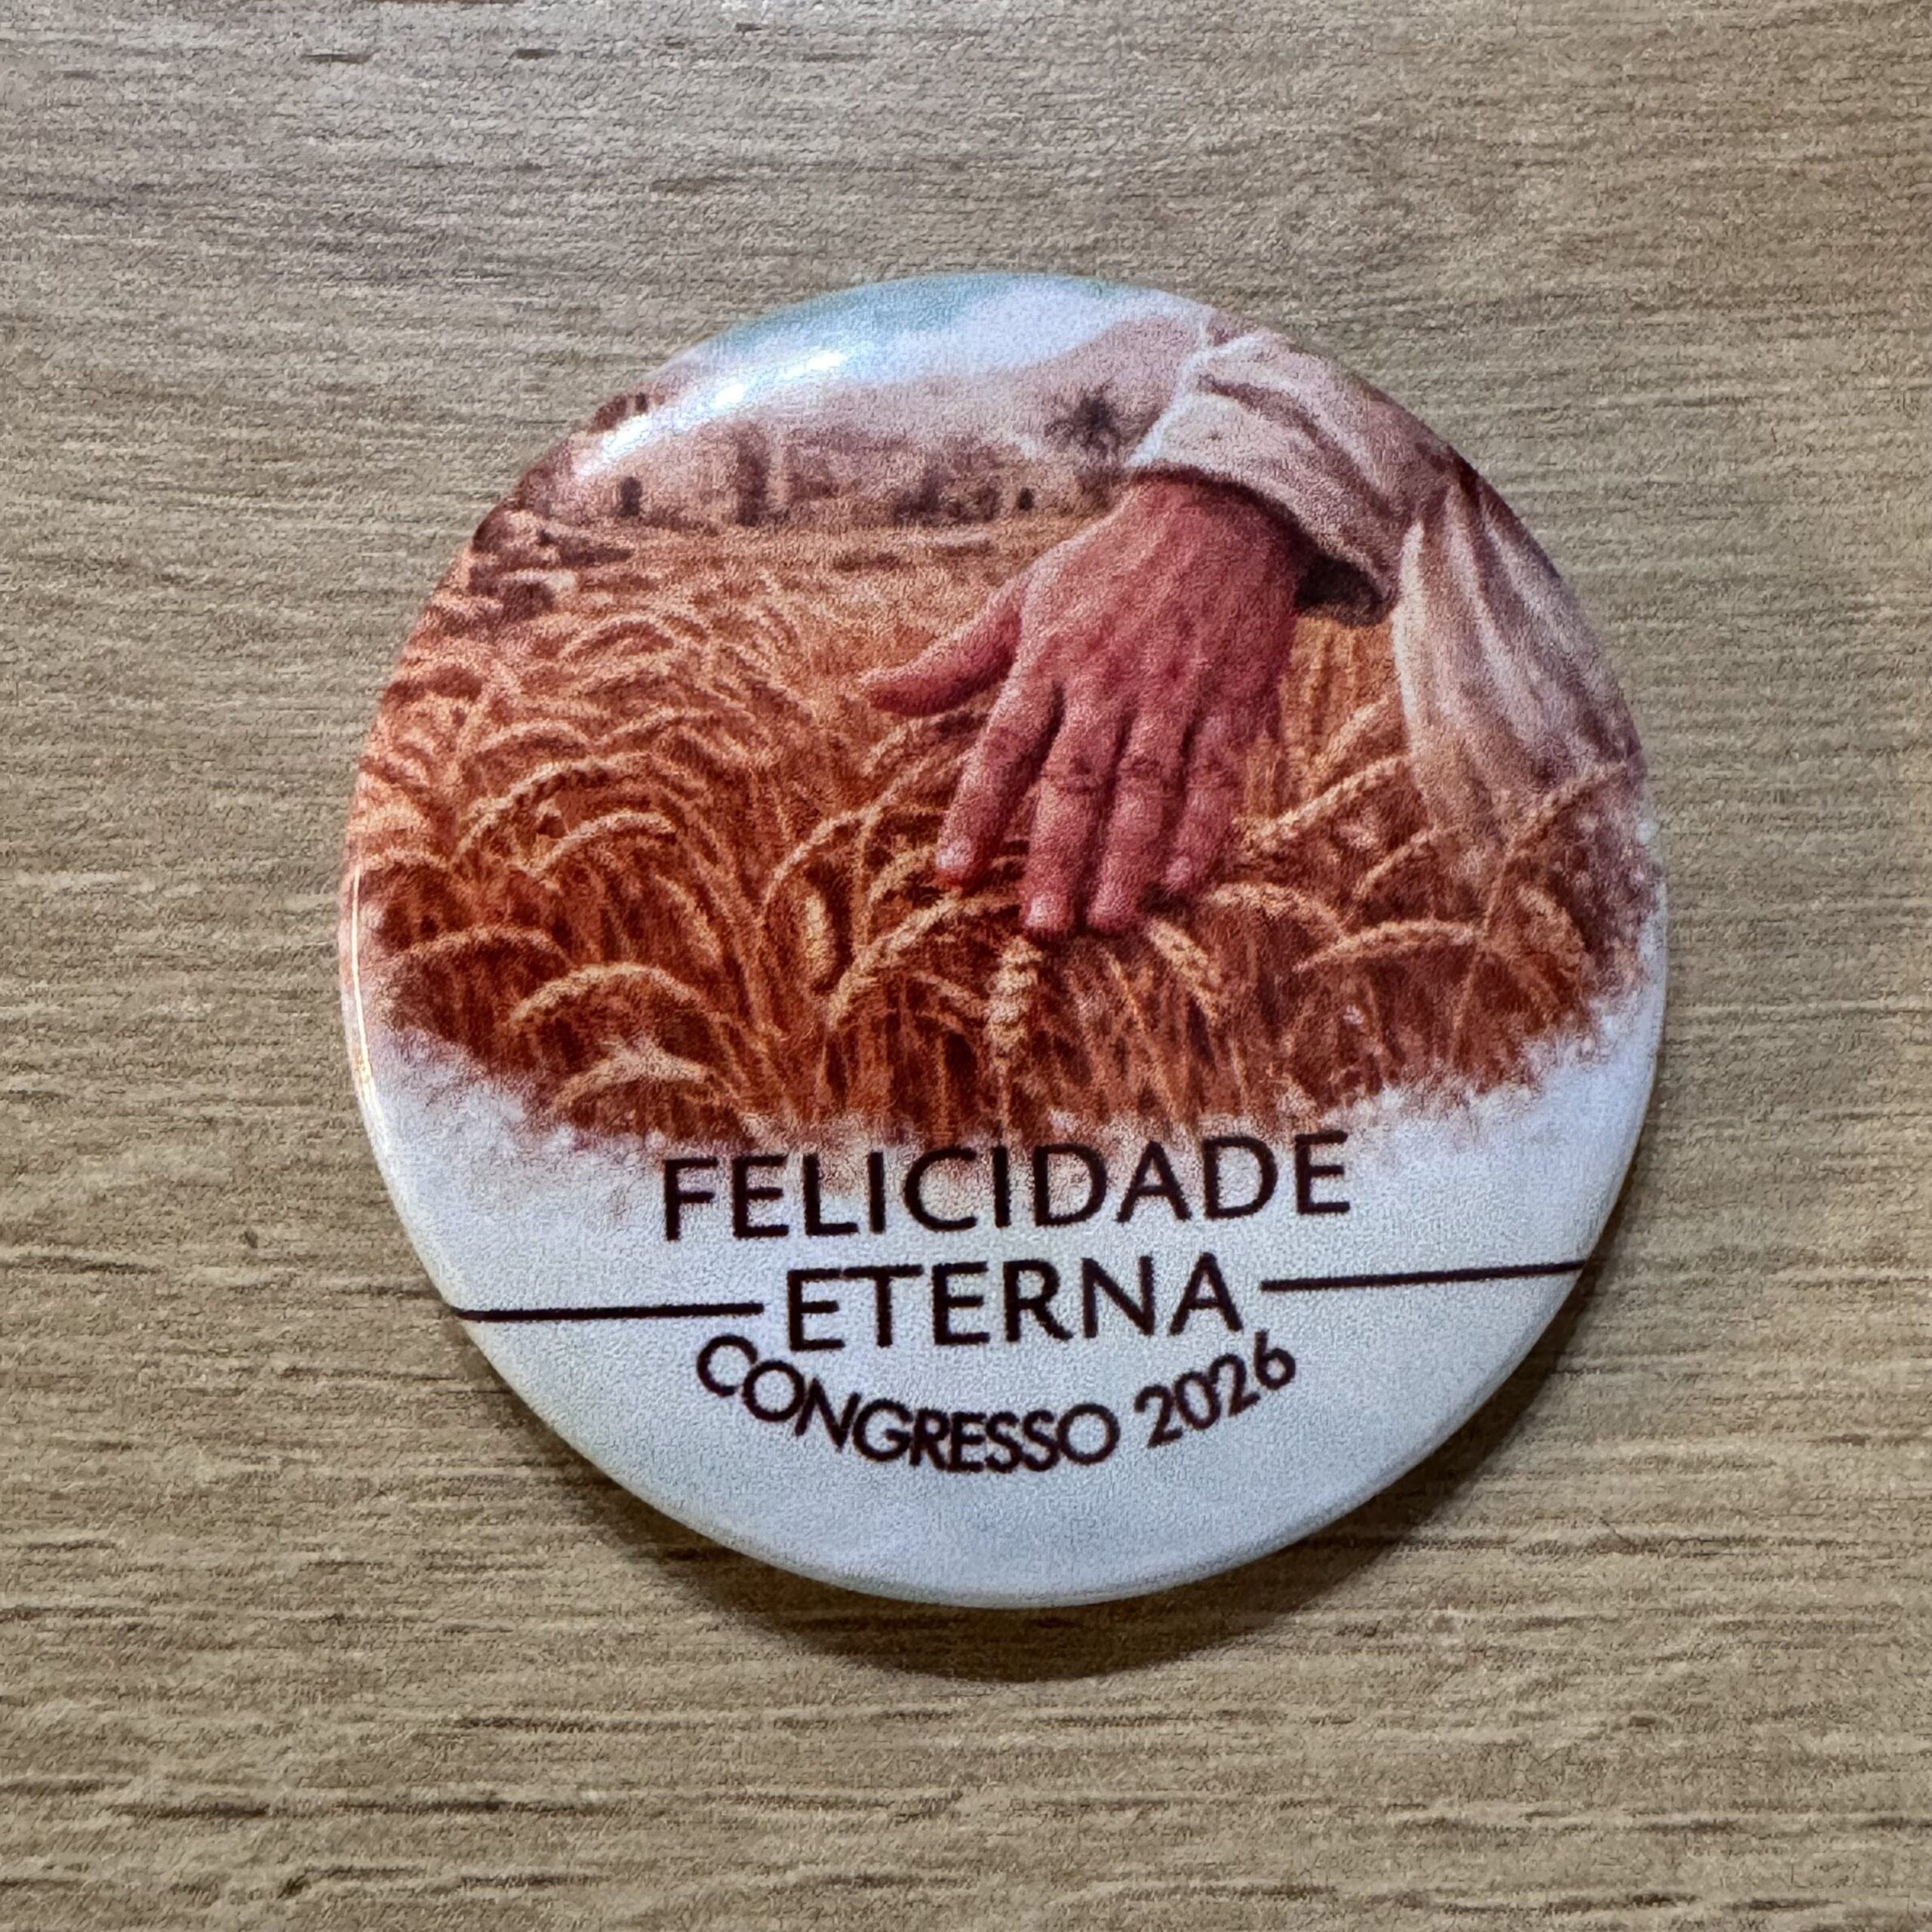 FELICIDADE
ETERNA
CONGRESSO 2026